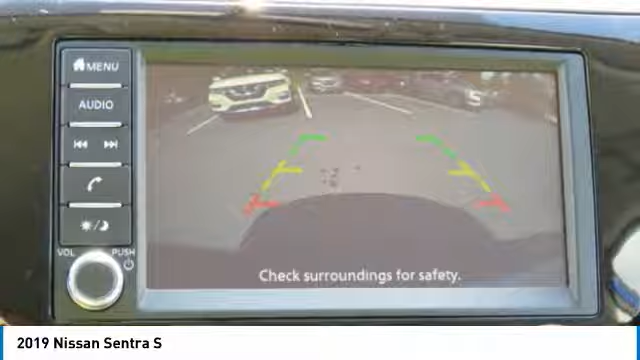 MENU
AUDIO
VOL
PUSH
Check surroundings for safety.
2019 Nissan Sentra S